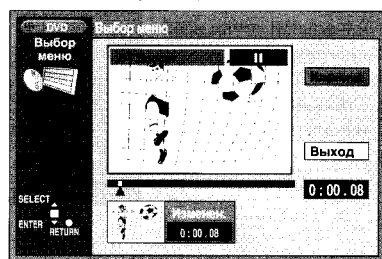 DVD
Выбор меню
Выбор
меню
Выход
0:00.08
SELECT
ENTER
RETURN
Изменен.
0:00.08